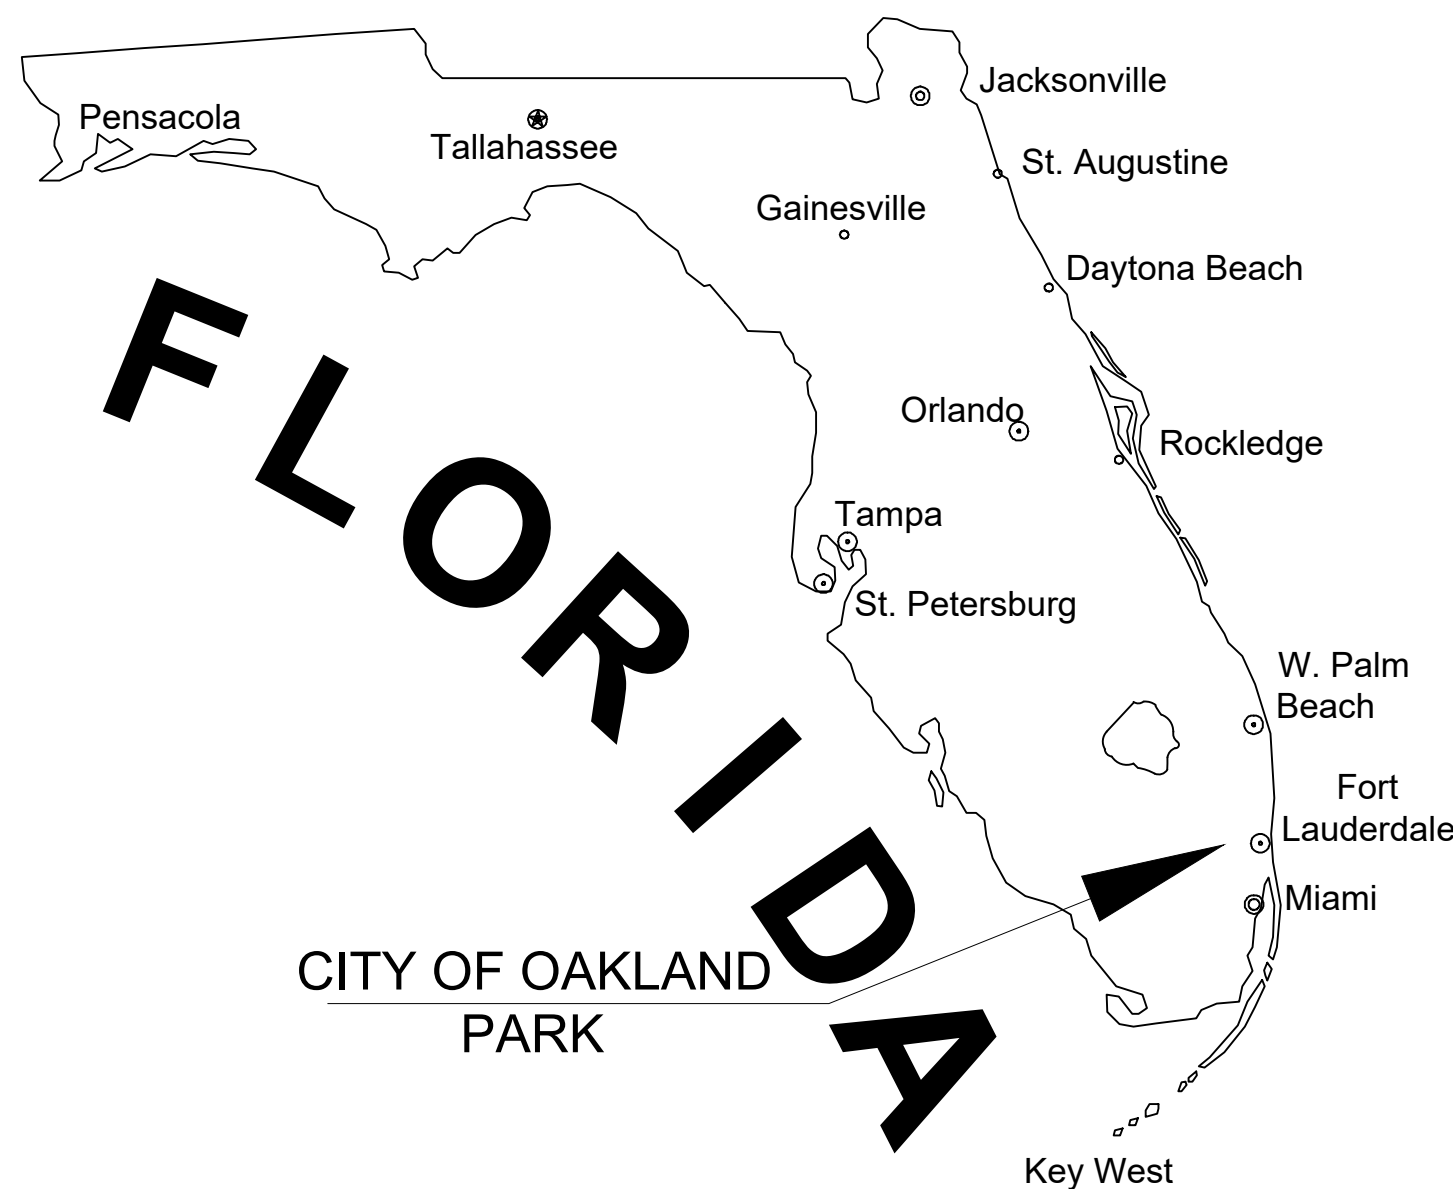 Jacksonville
Pensacola
Tallahassee
St. Augustine
Gainesville
Daytona Beach
FLORIDA
Orlando
Rockledge
Tampa
St. Petersburg
W. Palm
Beach
Fort
Lauderdale
Miami
CITY OF OAKLAND
PARK
Key West